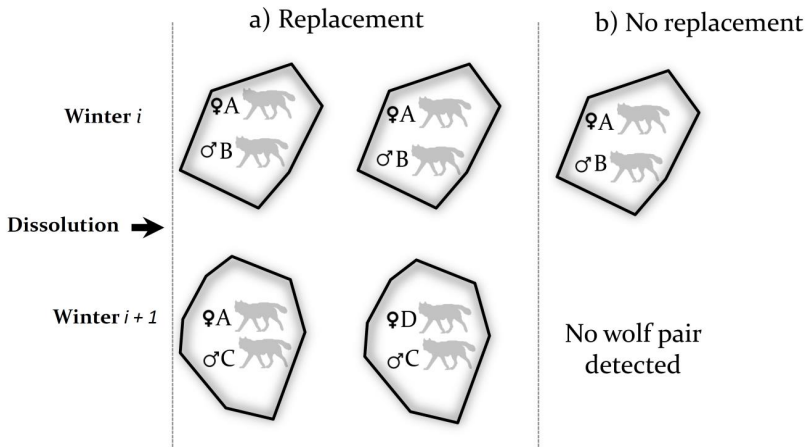 a) Replacement
b) No replacement
Winter i
♀A
♂B
♀A
♂B
♀A
♂B
Dissolution
Winter i + 1
♀A
♂C
♀D
♂C
No wolf pair
detected